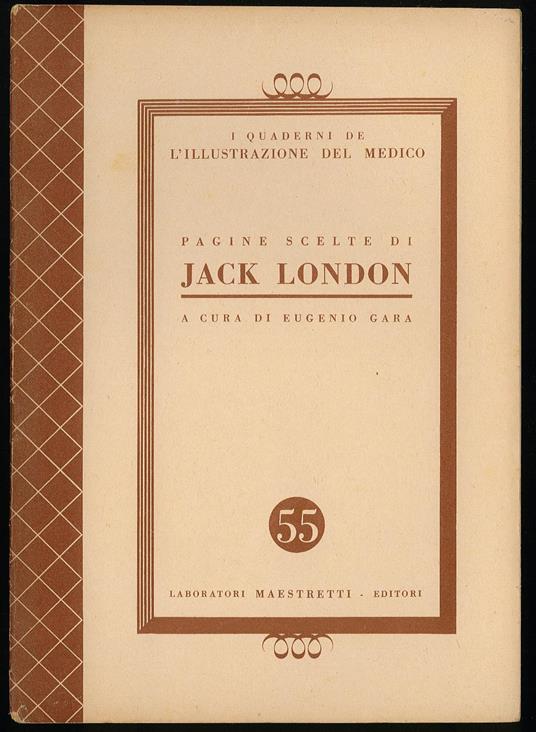 I QUADERNI DE
L'ILLUSTRAZIONE DEL MEDICO
PAGINE SCELTE DI
JACK LONDON
A CURA DI EUGENIO GARA
55
LABORATORI MAESTRETTI - EDITORI